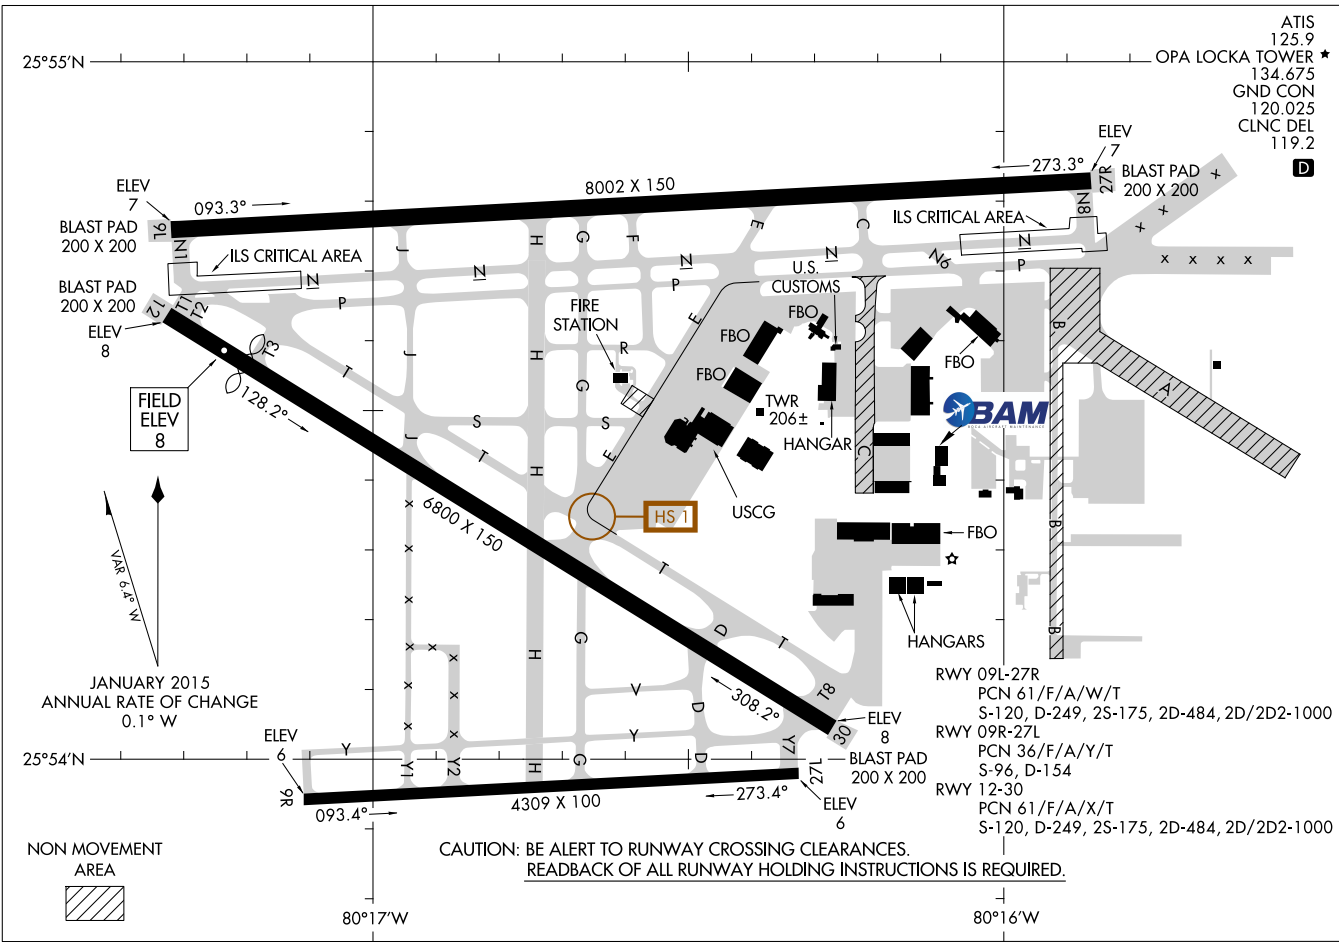 ATIS
125.9
OPA LOCKA TOWER ★
134.675
GND CON
120.025
CLNC DEL
119.2
D
25°55'N
ELEV
7
273.3°
27R
BLAST PAD
200 X 200
8002 X 150
ELEV
7
093.3°
9L
BLAST PAD
200 X 200
N1
ILS CRITICAL AREA
ILS CRITICAL AREA
N8
J
H
G
F
E
C
N
N
N
N
N
N6
P
P
P
BLAST PAD
200 X 200
12
T1
T2
ELEV
8
T3
U.S.
CUSTOMS
FIRE
STATION
R
E
FBO
FBO
FBO
FBO
B
A
J
H
G
T
FIELD
ELEV
8
128.2°
TWR
206±
HANGAR
BAM
BOCA AIRCRAFT MAINTENANCE
S
S
J
T
H
E
C
6800 X 150
HS 1
USCG
FBO
B
B
VAR 6.4° W
T
D
T
HANGARS
B
G
H
V
D
T8
308.2°
JANUARY 2015
ANNUAL RATE OF CHANGE
0.1° W
30
ELEV
8
BLAST PAD
200 X 200
25°54'N
ELEV
6
Y
Y
Y1
Y2
H
G
D
Y7
27L
9R
093.4°
4309 X 100
273.4°
ELEV
6
RWY 09L-27R
PCN 61/F/A/W/T
S-120, D-249, 2S-175, 2D-484, 2D/2D2-1000
RWY 09R-27L
PCN 36/F/A/Y/T
S-96, D-154
RWY 12-30
PCN 61/F/A/X/T
S-120, D-249, 2S-175, 2D-484, 2D/2D2-1000
NON MOVEMENT
AREA
CAUTION: BE ALERT TO RUNWAY CROSSING CLEARANCES.
READBACK OF ALL RUNWAY HOLDING INSTRUCTIONS IS REQUIRED.
80°17'W
80°16'W